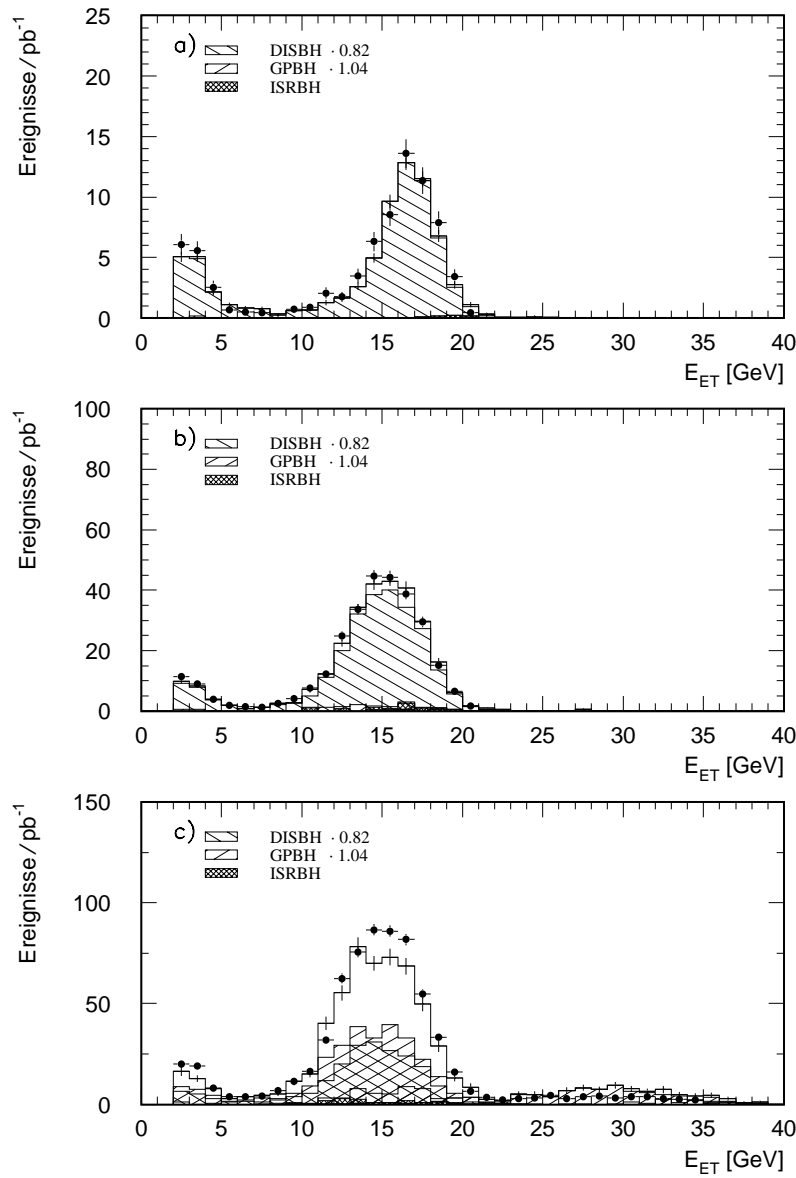 Ereignisse/pb-1
25
20
15
10
5
0
a)
DISBH · 0.82
GPBH · 1.04
ISRBH
0 5 10 15 20 25 30 35 40
EET [GeV]
Ereignisse/pb-1
100
80
60
40
20
0
b)
DISBH · 0.82
GPBH · 1.04
ISRBH
0 5 10 15 20 25 30 35 40
EET [GeV]
Ereignisse/pb-1
150
100
50
0
c)
DISBH · 0.82
GPBH · 1.04
ISRBH
0 5 10 15 20 25 30 35 40
EET [GeV]